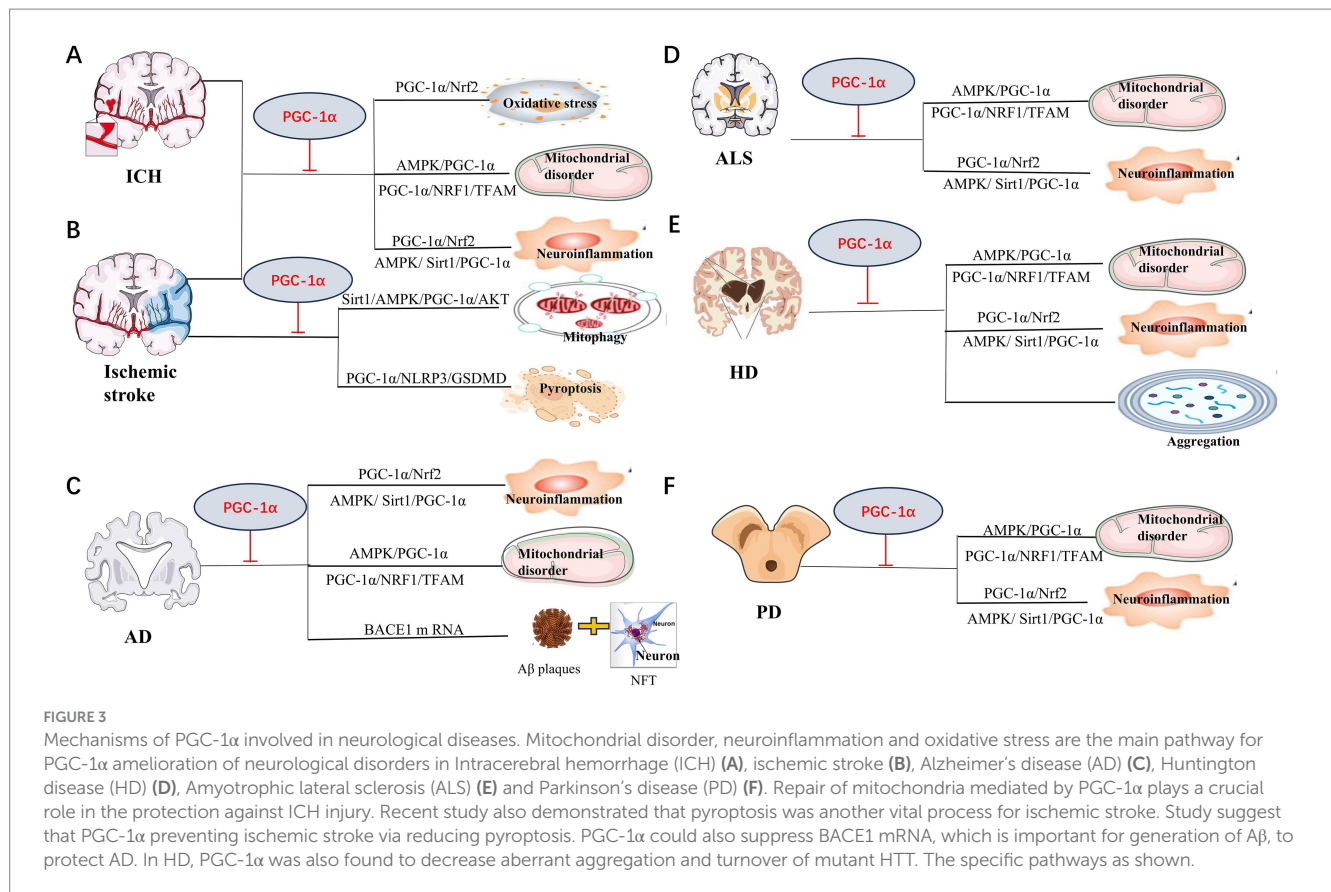 A
ICH
PGC-1α
PGC-1α/Nrf2
Oxidative stress
AMPK/PGC-1α
PGC-1α/NRF1/TFAM
Mitochondrial
disorder
PGC-1α/Nrf2
AMPK/ Sirt1/PGC-1α
Neuroinflammation
B
Ischemic
stroke
PGC-1α
Sirt1/AMPK/PGC-1α/AKT
Mitophagy
PGC-1α/NLRP3/GSDMD
Pyroptosis
C
AD
PGC-1α
PGC-1α/Nrf2
AMPK/ Sirt1/PGC-1α
Neuroinflammation
AMPK/PGC-1α
PGC-1α/NRF1/TFAM
Mitochondrial
disorder
BACE1 m RNA
Aβ plaques
Neuron
Neuron
Neuron
NFT
D
ALS
PGC-1α
AMPK/PGC-1α
PGC-1α/NRF1/TFAM
Mitochondrial
disorder
PGC-1α/Nrf2
AMPK/ Sirt1/PGC-1α
Neuroinflammation
E
HD
PGC-1α
AMPK/PGC-1α
PGC-1α/NRF1/TFAM
Mitochondrial
disorder
PGC-1α/Nrf2
AMPK/ Sirt1/PGC-1α
Neuroinflammation
Aggregation
F
PD
PGC-1α
AMPK/PGC-1α
PGC-1α/NRF1/TFAM
Mitochondrial
disorder
PGC-1α/Nrf2
AMPK/ Sirt1/PGC-1α
Neuroinflammation
FIGURE 3
Mechanisms of PGC-1α involved in neurological diseases. Mitochondrial disorder, neuroinflammation and oxidative stress are the main pathway for
PGC-1α amelioration of neurological disorders in Intracerebral hemorrhage (ICH) (A), ischemic stroke (B), Alzheimer's disease (AD) (C), Huntington
disease (HD) (D), Amyotrophic lateral sclerosis (ALS) (E) and Parkinson's disease (PD) (F). Repair of mitochondria mediated by PGC-1α plays a crucial
role in the protection against ICH injury. Recent study also demonstrated that pyroptosis was another vital process for ischemic stroke. Study suggest
that PGC-1α preventing ischemic stroke via reducing pyroptosis. PGC-1α could also suppress BACE1 mRNA, which is important for generation of Aβ, to
protect AD. In HD, PGC-1α was also found to decrease aberrant aggregation and turnover of mutant HTT. The specific pathways as shown.